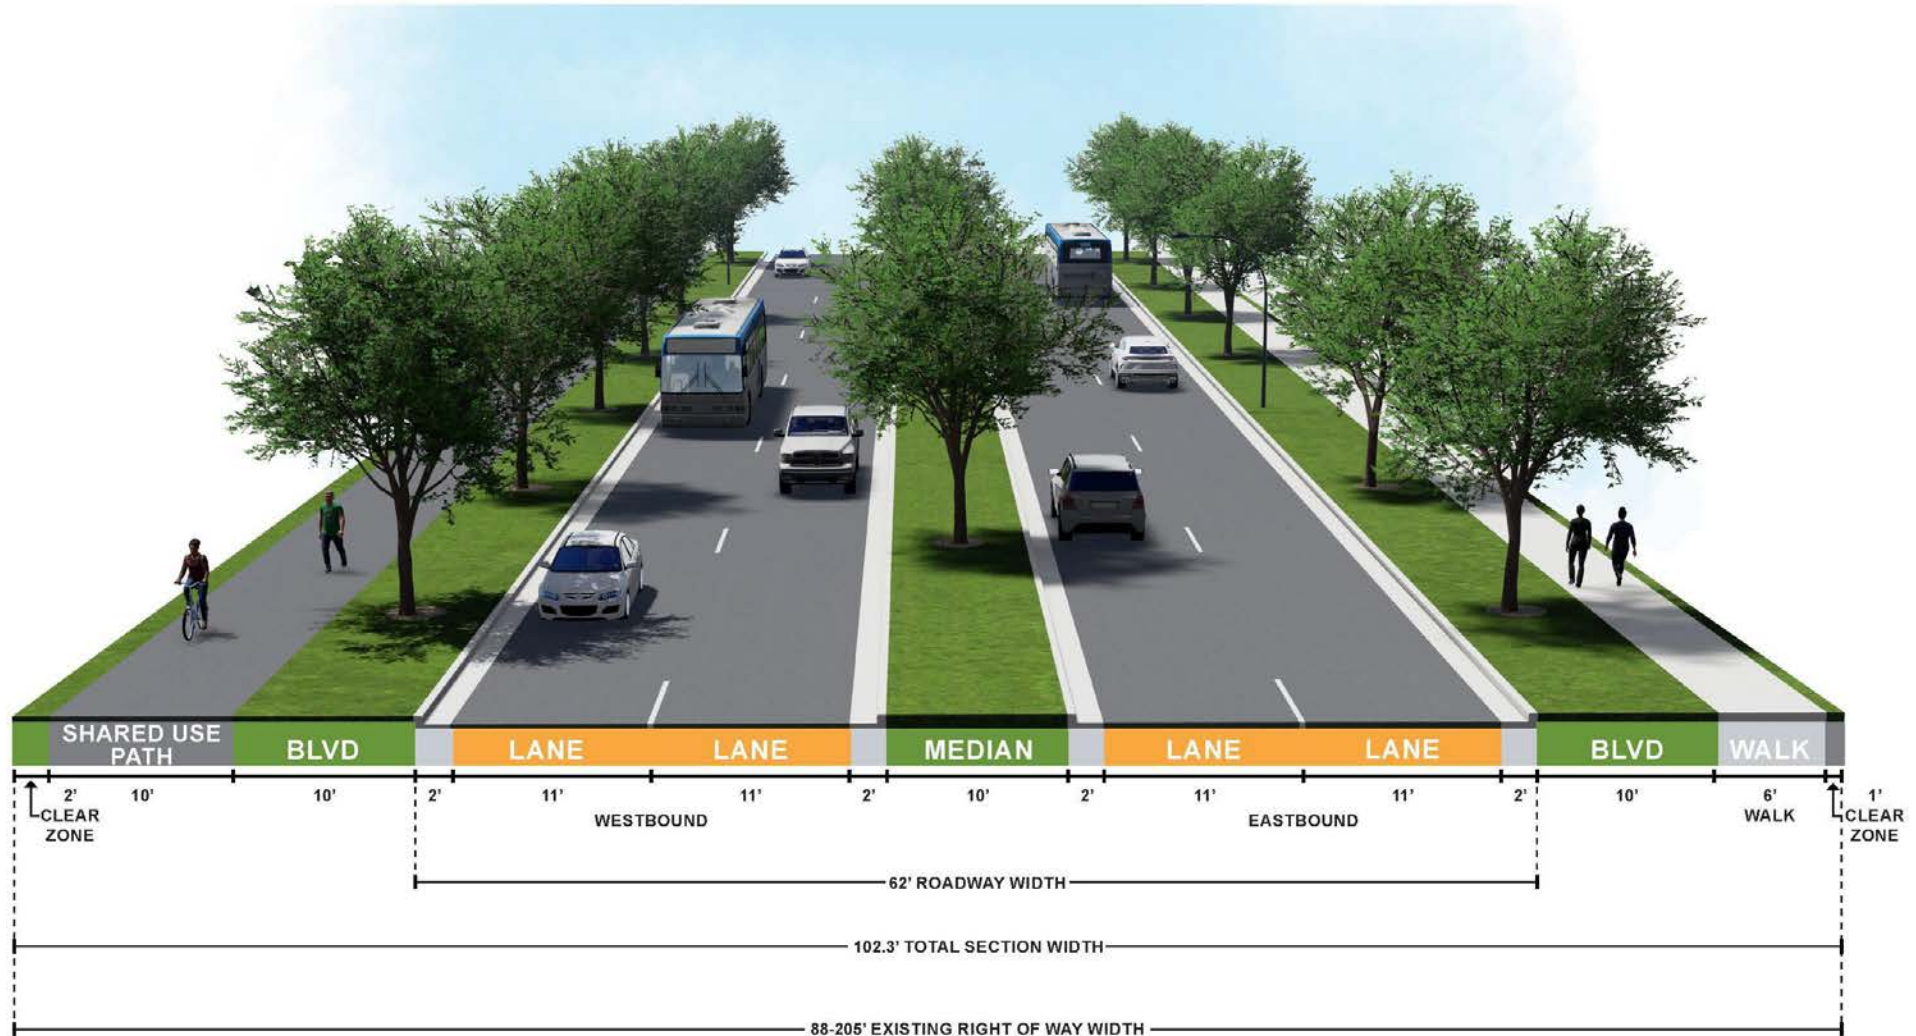 SHARED USE
PATH
BLVD
LANE
LANE
MEDIAN
LANE
LANE
BLVD
WALK
2'
10'
10'
2'
11'
11'
2'
10'
2'
11'
11'
2'
10'
6'
1'
CLEAR
ZONE
WESTBOUND
EASTBOUND
WALK
CLEAR
ZONE
62' ROADWAY WIDTH
102.3' TOTAL SECTION WIDTH
88-205' EXISTING RIGHT OF WAY WIDTH